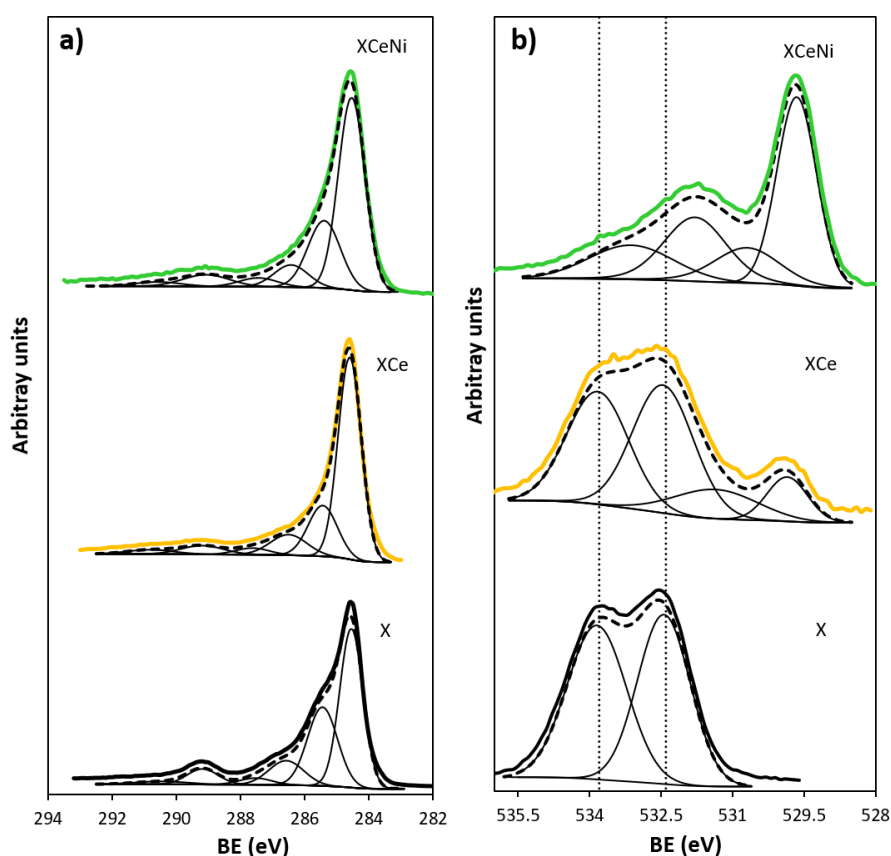 a)
XCeNi
XCe
X
Arbitray units
294 292 290 288 286 284 282
BE (eV)
b)
XCeNi
XCe
X
Arbitray units
535.5 534 532.5 531 529.5 528
BE (eV)